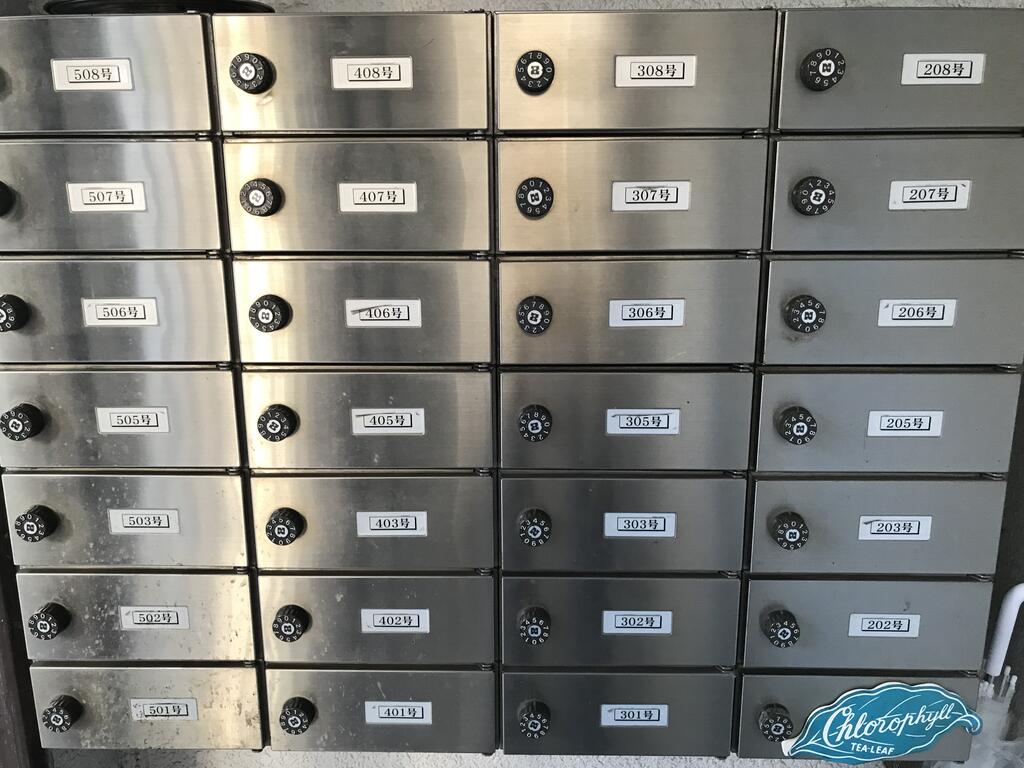 508号 408号 308号 208号
507号 407号 307号 207号
506号 406号 306号 206号
505号 405号 305号 205号
503号 403号 303号 203号
502号 402号 302号 202号
501号 401号 301号
Chlorophyll
TEA-LEAF